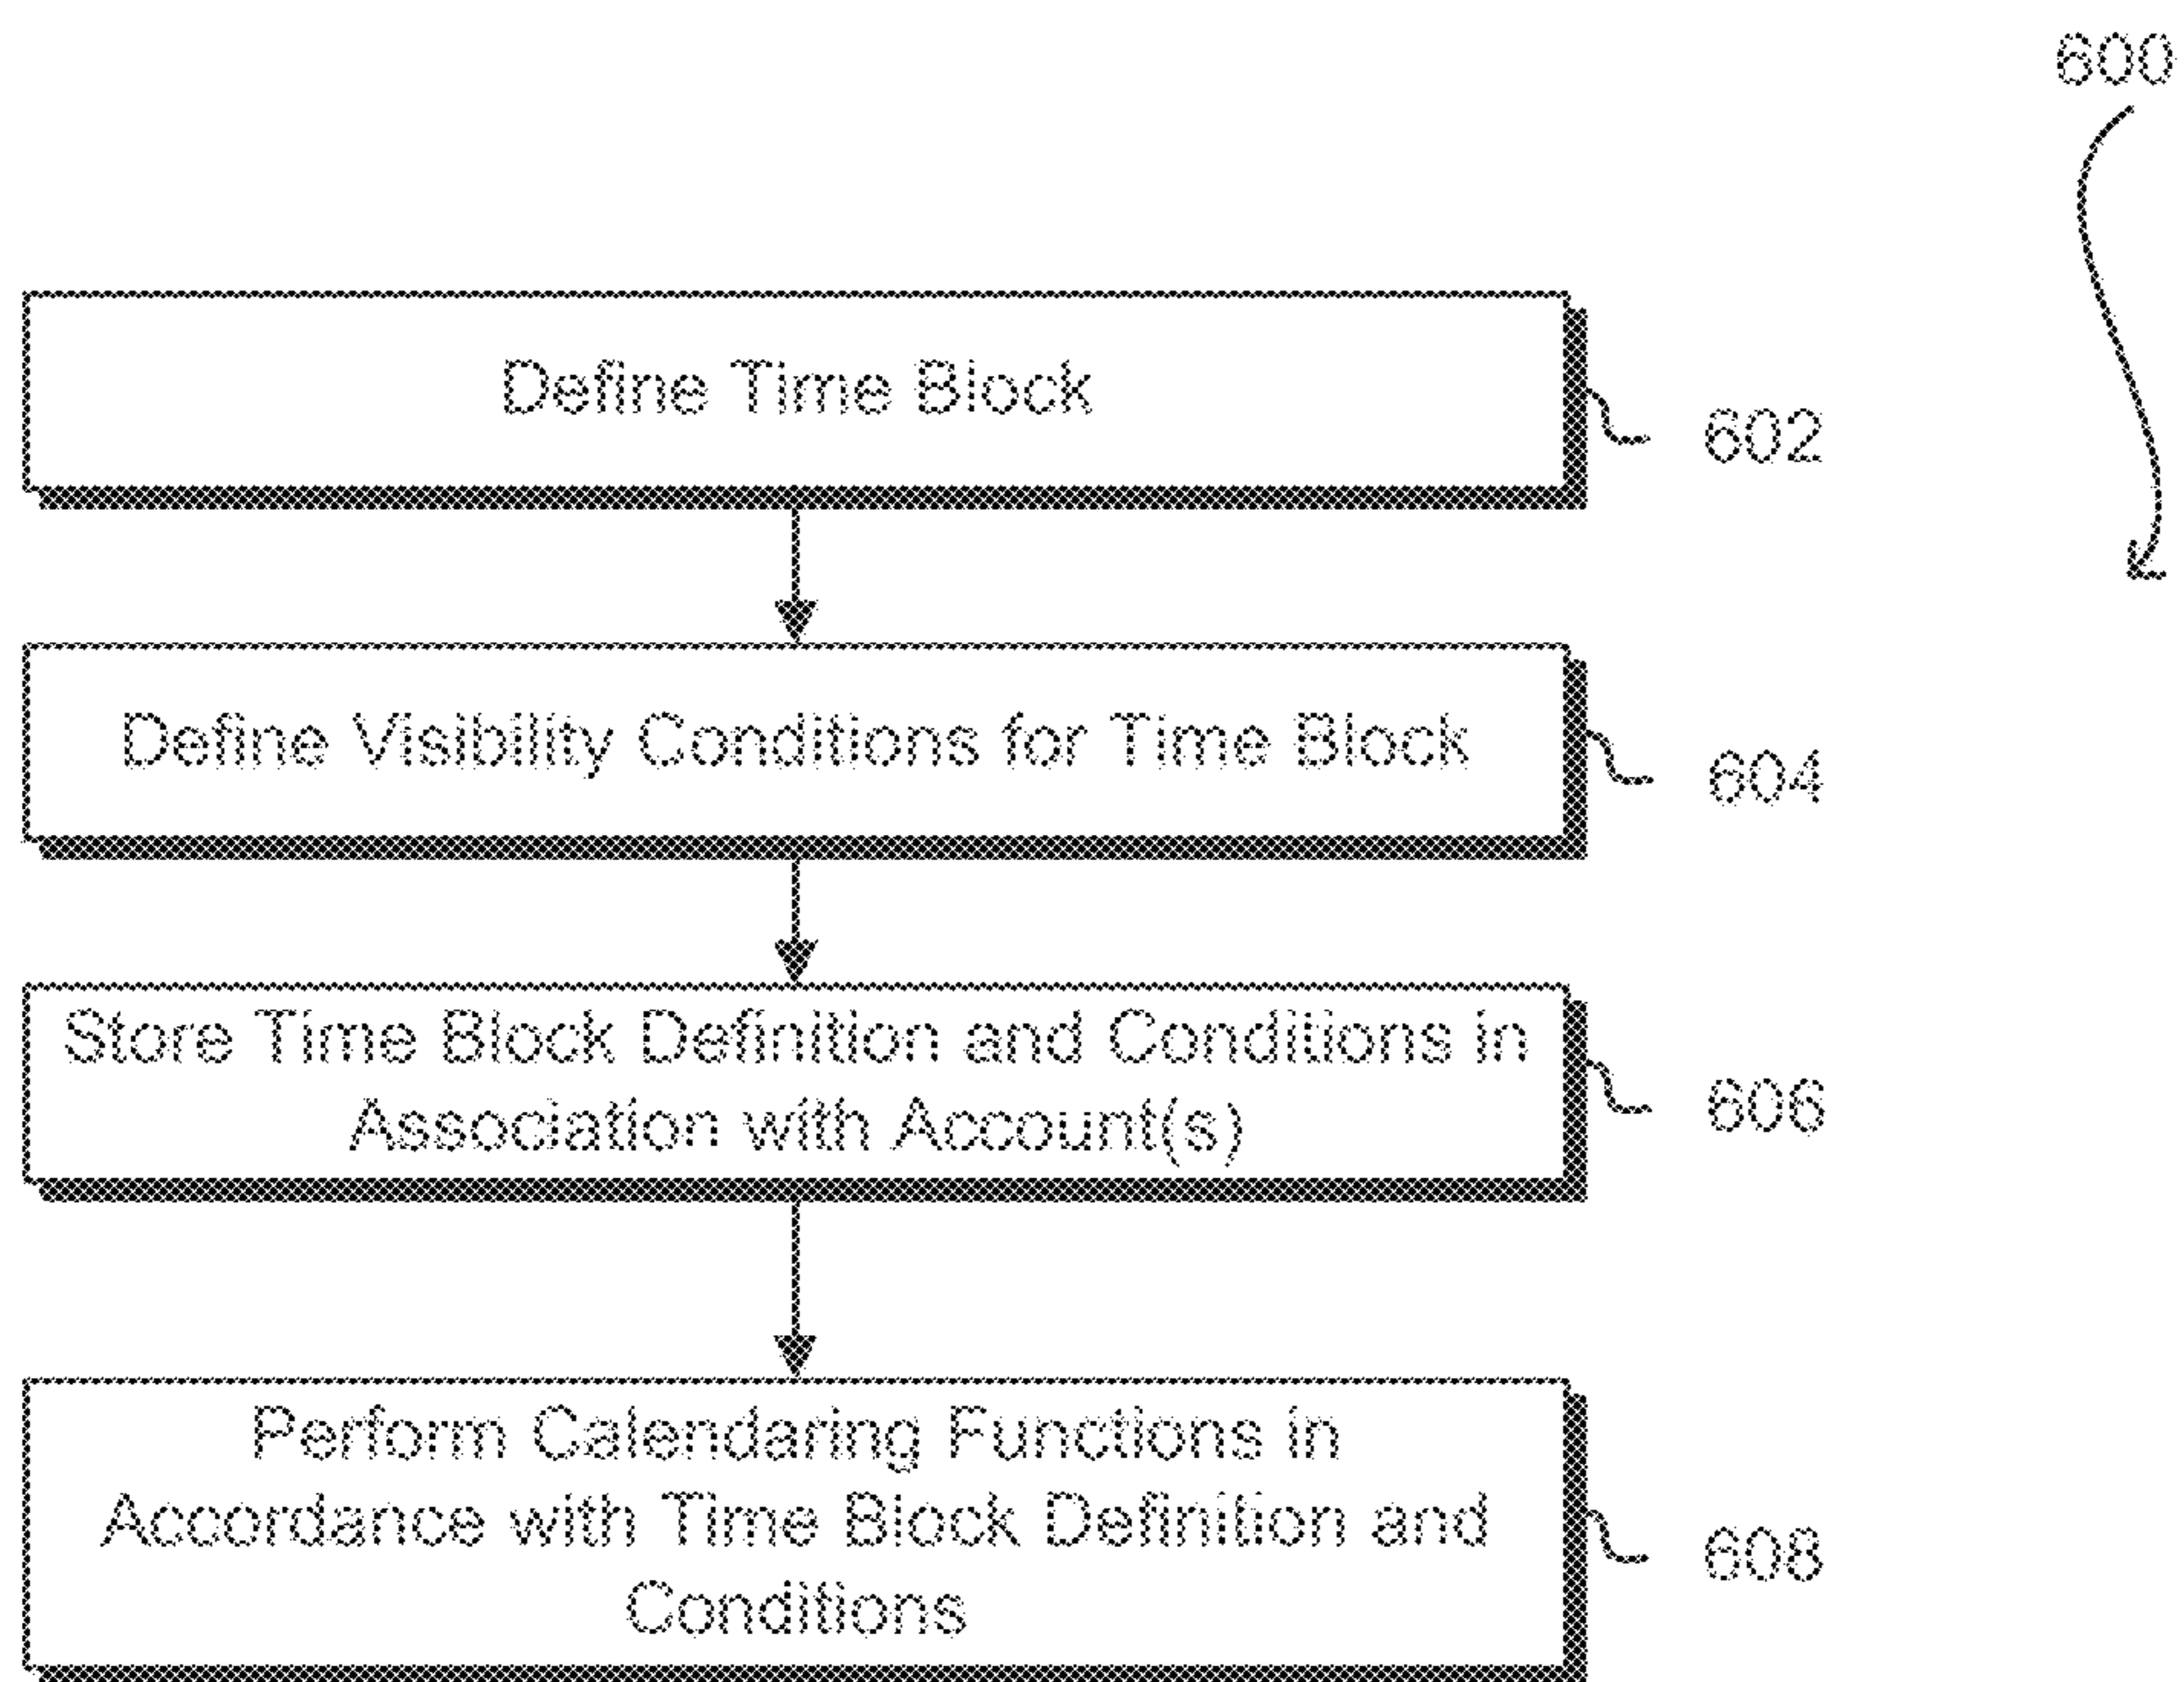 600
Define Time Block
602
Define Visibility Conditions for Time Block
604
Store Time Block Definition and Conditions in
Association with Account(s)
606
Perform Calendaring Functions in
Accordance with Time Block Definition and
Conditions
608